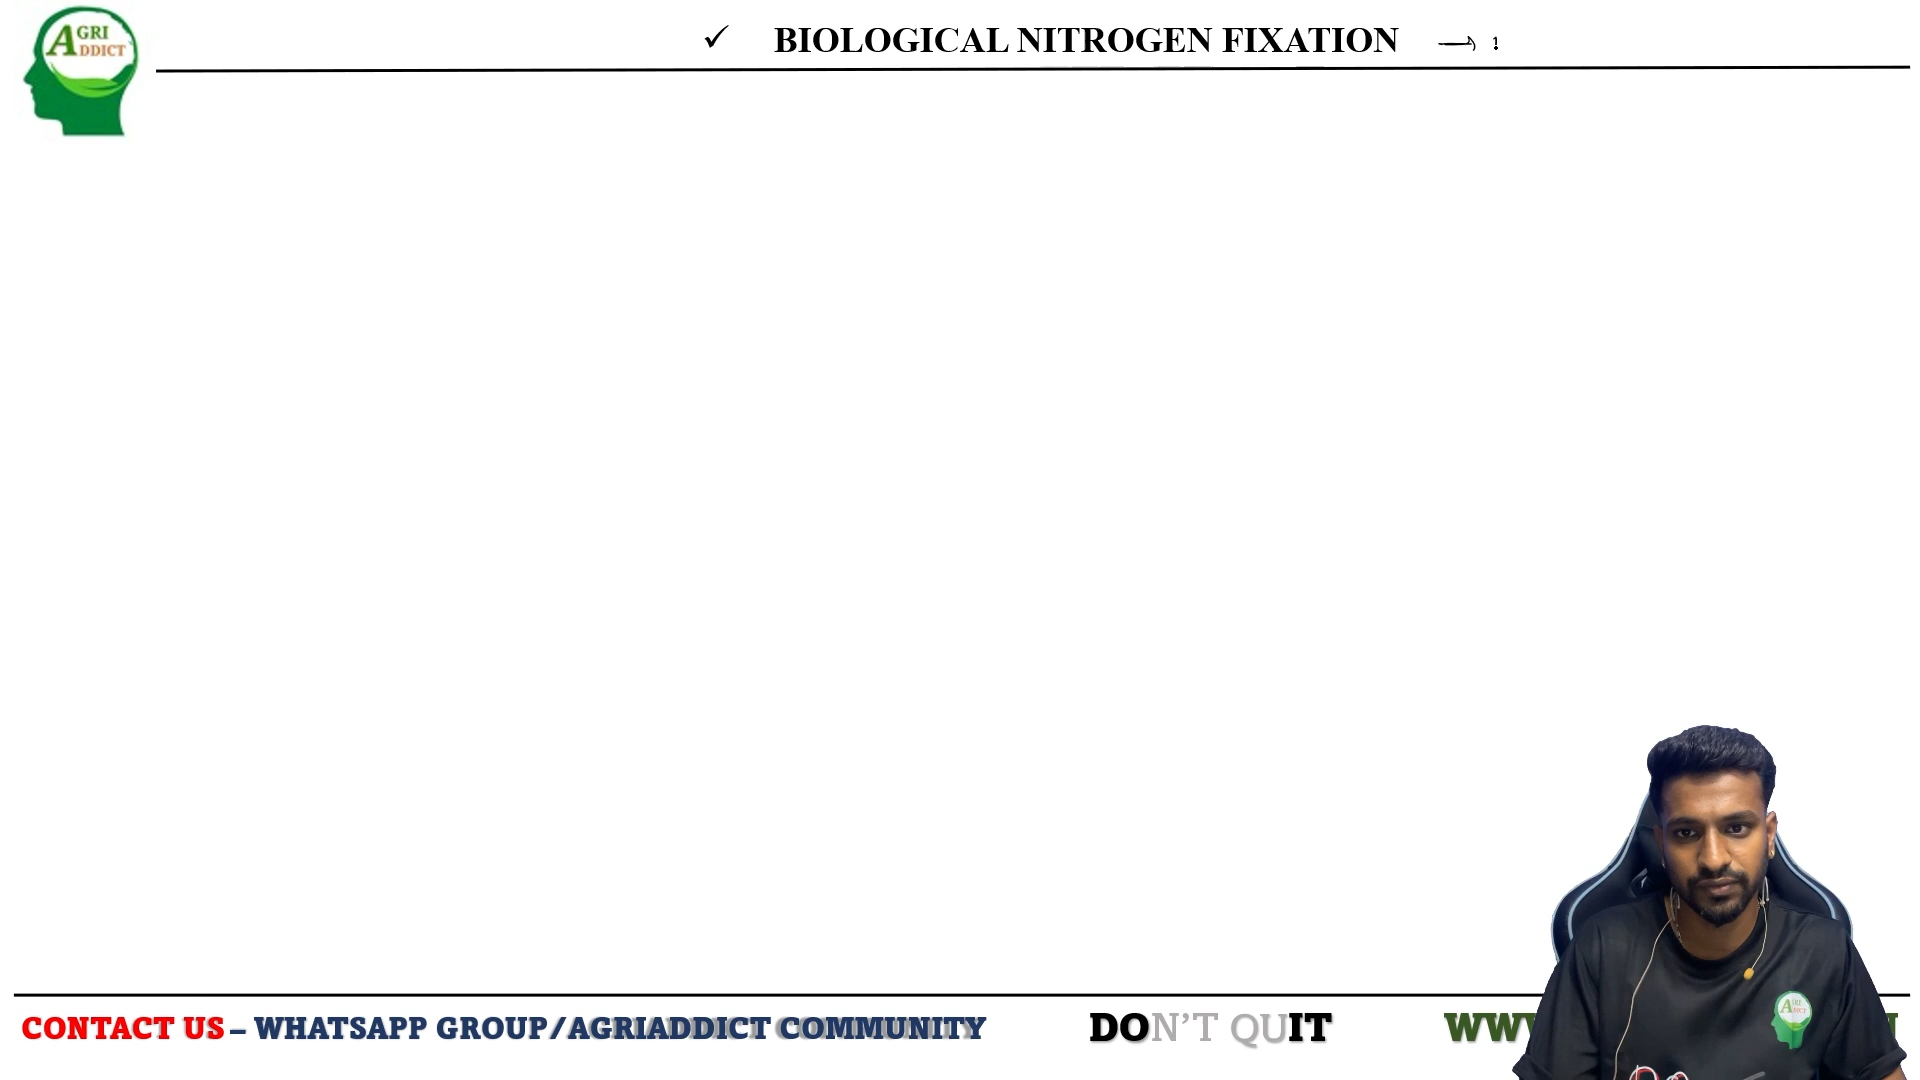 AGRI
ADDICT
✓ BIOLOGICAL NITROGEN FIXATION
CONTACT US – WHATSAPP GROUP/AGRIADDICT COMMUNITY
DON'T QUIT